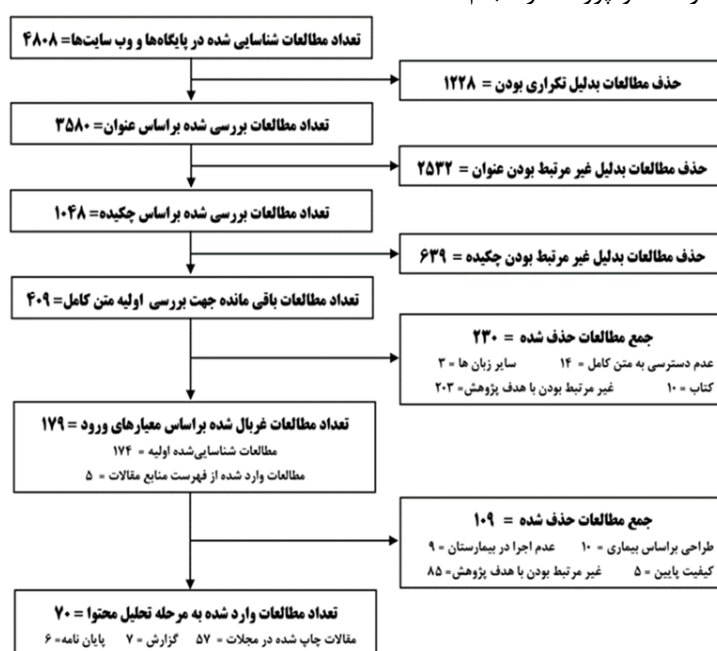 تعداد مطالعات شناسایی شده در پایگاه‌ها و وب سایت‌ها= ۴۸۰۸
حذف مطالعات بدلیل تکراری بودن = ۱۲۲۸
تعداد مطالعات بررسی شده براساس عنوان= ۳۵۸۰
حذف مطالعات بدلیل غیر مرتبط بودن عنوان = ۲۵۳۲
تعداد مطالعات بررسی شده براساس چکیده= ۱۰۴۸
حذف مطالعات بدلیل غیر مرتبط بودن چکیده = ۶۳۹
تعداد مطالعات باقی مانده جهت بررسی اولیه متن کامل= ۴۰۹
جمع مطالعات حذف شده = ۲۳۰
عدم دسترسی به متن کامل = ۱۴ سایر زبان ها = ۳
کتاب = ۱۰ غیر مرتبط بودن با هدف پژوهش= ۲۰۳
تعداد مطالعات غربال شده براساس معیارهای ورود = ۱۷۹
مطالعات شناسایی‌شده اولیه = ۱۷۴
مطالعات وارد شده از فهرست منابع مقالات = ۵
جمع مطالعات حذف شده = ۱۰۹
طراحی براساس بیماری = ۱۰ عدم اجرا در بیمارستان = ۹
کیفیت پایین = ۵ غیر مرتبط بودن با هدف پژوهش= ۸۵
تعداد مطالعات وارد شده به مرحله تحلیل محتوا = ۷۰
مقالات چاپ شده در مجلات = ۵۷ گزارش = ۷ پایان نامه= ۶